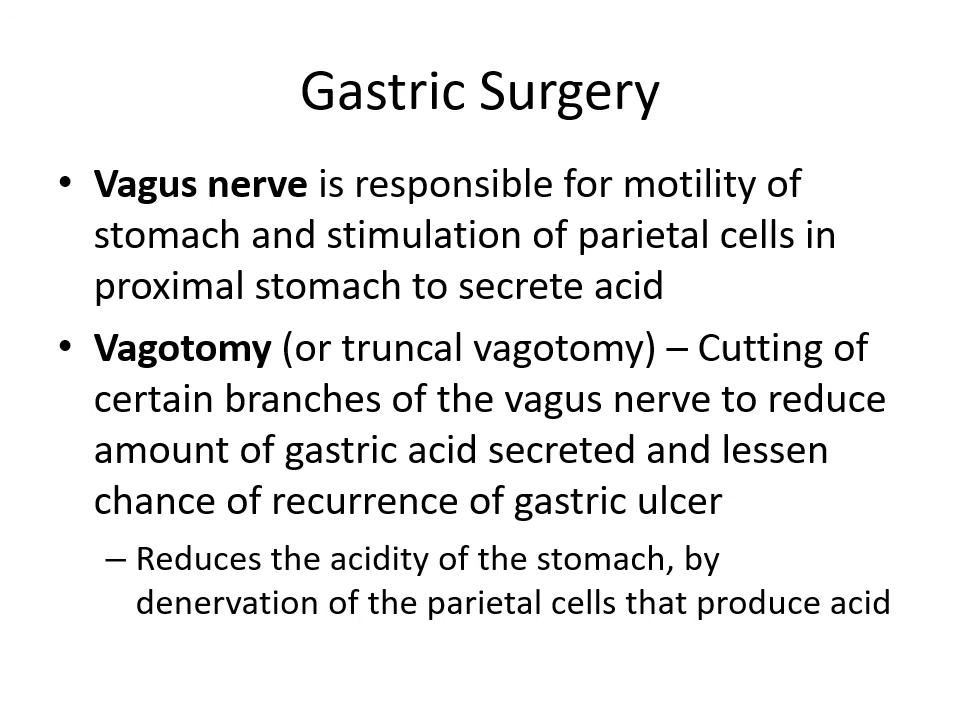 Gastric Surgery
• Vagus nerve is responsible for motility of
stomach and stimulation of parietal cells in
proximal stomach to secrete acid
• Vagotomy (or truncal vagotomy) – Cutting of
certain branches of the vagus nerve to reduce
amount of gastric acid secreted and lessen
chance of recurrence of gastric ulcer
– Reduces the acidity of the stomach, by
denervation of the parietal cells that produce acid